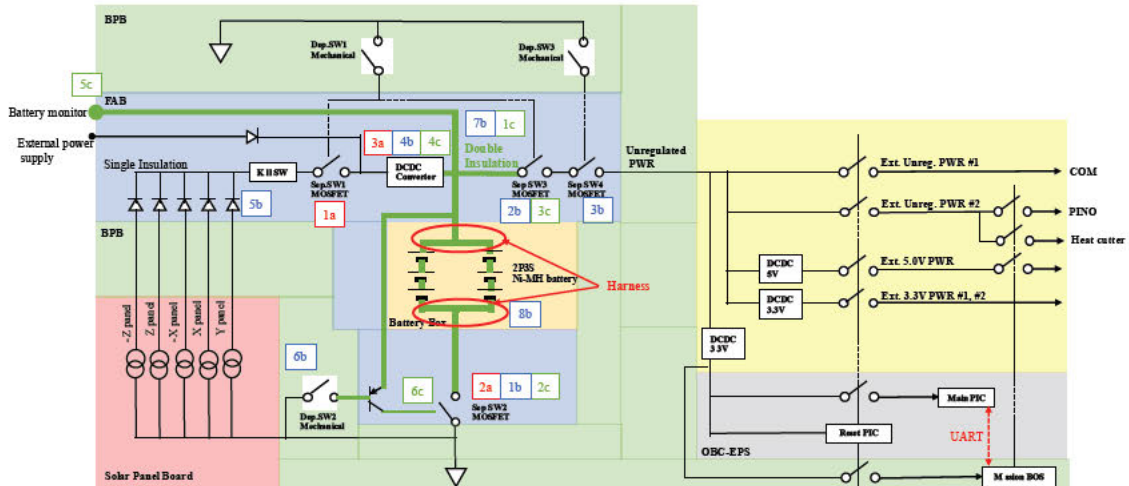 BPB
Dep.SW1
Mechanical
Dep.SW3
Mechanical
5c
FAB
Battery monitor
External power
supply
3a
4b
4c
7b
1c
Double
Insulation
Unregulated
PWR
Single Insulation
Kill SW
Sep.SW1
MOSFET
DCDC
Converter
Sep.SW3
MOSFET
Sep.SW4
MOSFET
5b
1a
2b
3c
3b
Ext. Unreg. PWR #1
COM
Ext. Unreg. PWR #2
PINO
Heat cutter
DCDC
5V
Ext. 5.0V PWR
DCDC
3.3V
Ext. 3.3V PWR #1, #2
DCDC
3.3V
BPB
2P3S
Ni-MH battery
Harness
Battery Box
8b
-Z panel
Z panel
-X panel
X panel
Y panel
6b
Dep.SW2
Mechanical
6c
2a
1b
2c
Sep.SW2
MOSFET
Main PIC
Reset PIC
UART
OBC-EPS
Mission BOS
Solar Panel Board